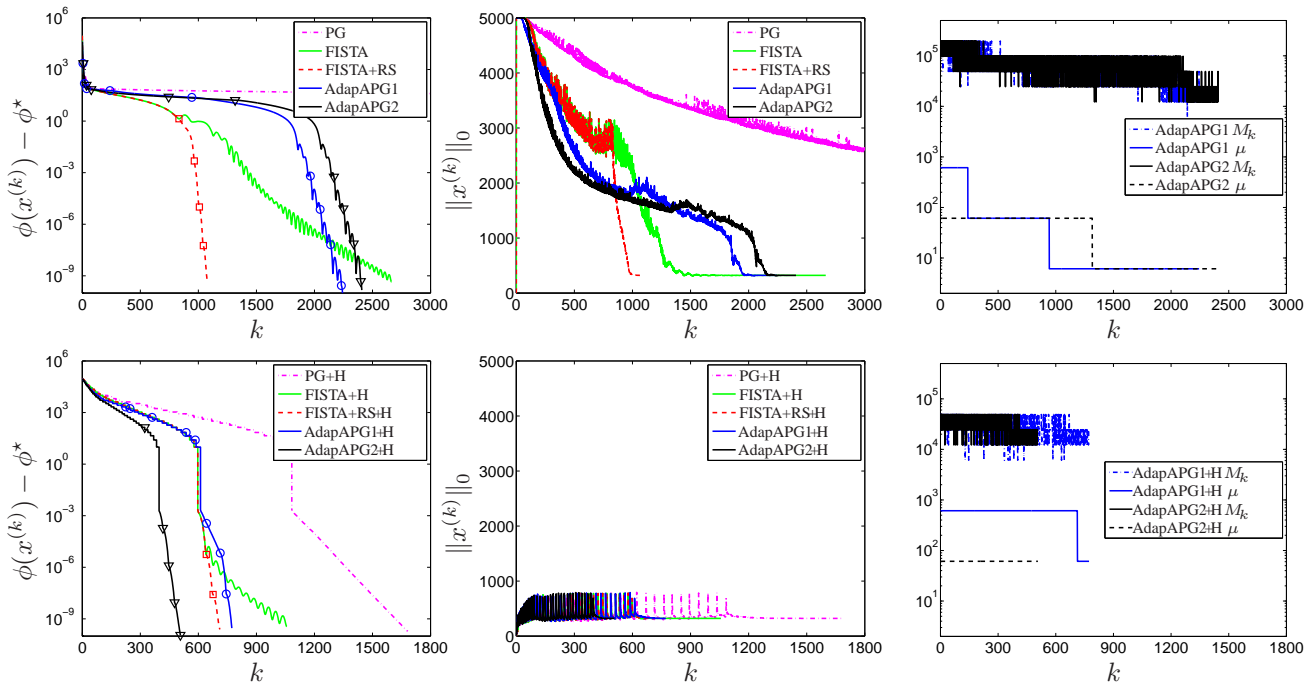 10^6
10^3
10^0
10^−3
10^−6
10^−9
ϕ(x^(k)) − ϕ^⋆
PG
FISTA
FISTA+RS
AdapAPG1
AdapAPG2
0 500 1000 1500 2000 2500 3000
k
5000
4000
3000
2000
1000
0
||x^(k)||_0
PG
FISTA
FISTA+RS
AdapAPG1
AdapAPG2
0 500 1000 1500 2000 2500 3000
k
10^5
10^4
10^3
10^2
10^1
AdapAPG1 M_k
AdapAPG1 μ
AdapAPG2 M_k
AdapAPG2 μ
0 500 1000 1500 2000 2500 3000
k
10^6
10^3
10^0
10^−3
10^−6
10^−9
ϕ(x^(k)) − ϕ^⋆
PG+H
FISTA+H
FISTA+RS+H
AdapAPG1+H
AdapAPG2+H
0 300 600 900 1200 1500 1800
k
5000
4000
3000
2000
1000
0
||x^(k)||_0
PG+H
FISTA+H
FISTA+RS+H
AdapAPG1+H
AdapAPG2+H
0 300 600 900 1200 1500 1800
k
10^5
10^4
10^3
10^2
10^1
AdapAPG1+H M_k
AdapAPG1+H μ
AdapAPG2+H M_k
AdapAPG2+H μ
0 300 600 900 1200 1500 1800
k